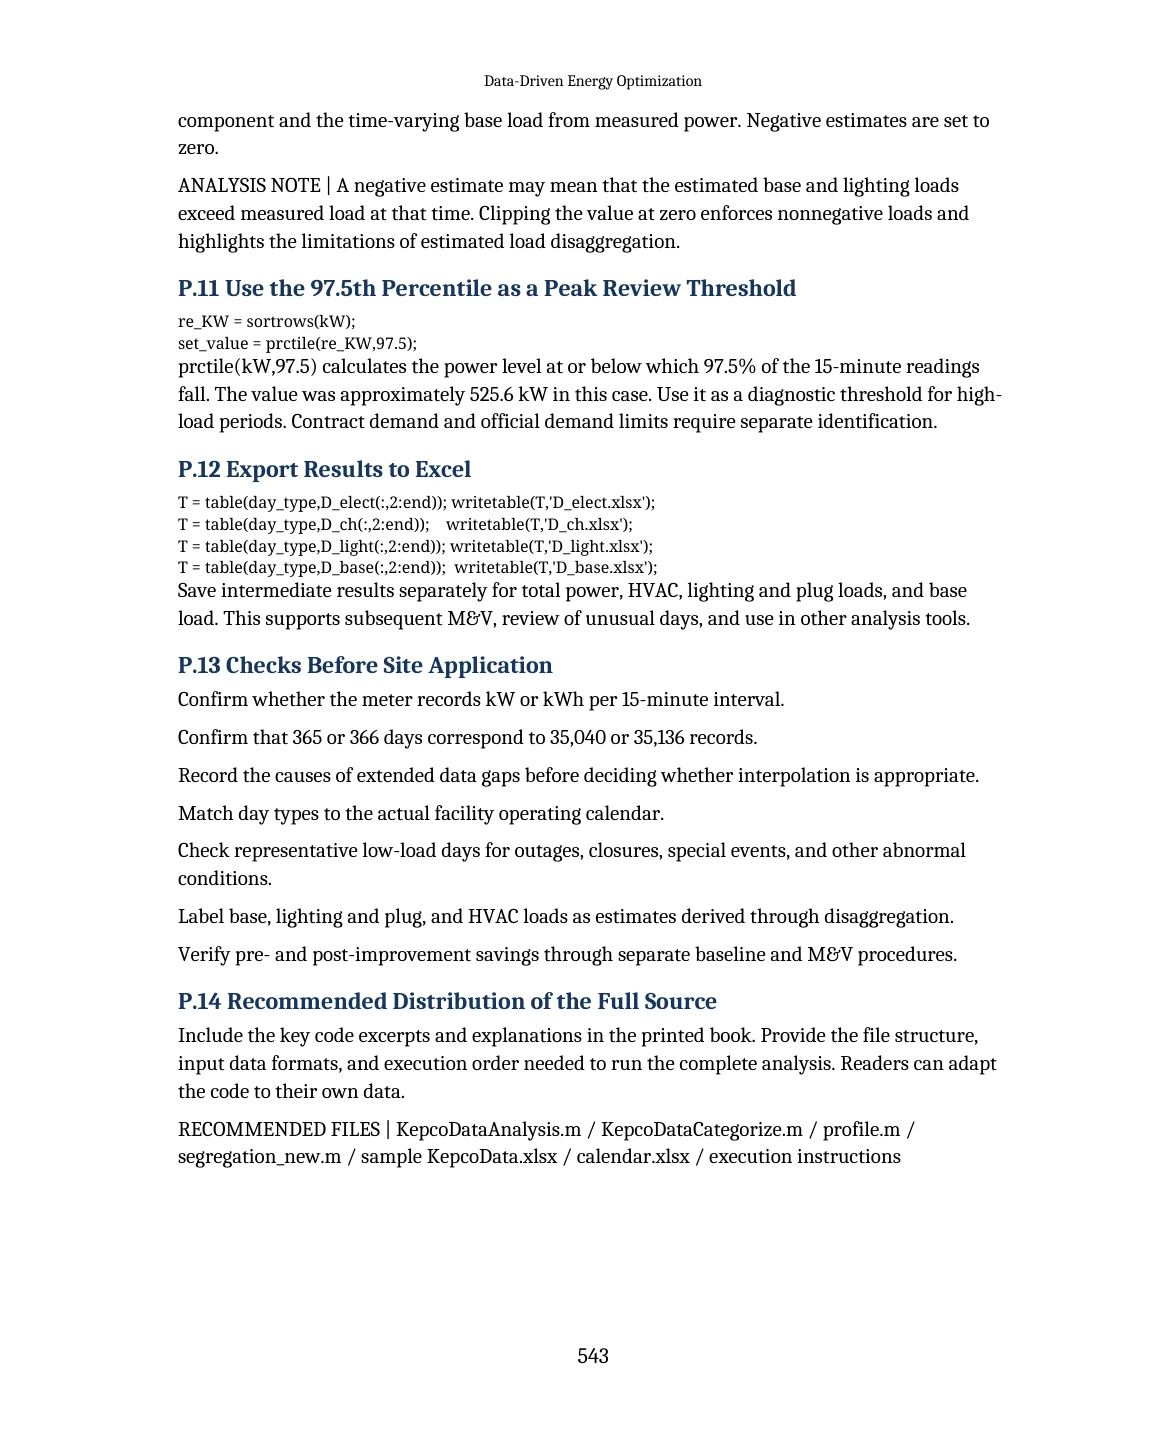 Data-Driven Energy Optimization
component and the time-varying base load from measured power. Negative estimates are set to
zero.
ANALYSIS NOTE | A negative estimate may mean that the estimated base and lighting loads
exceed measured load at that time. Clipping the value at zero enforces nonnegative loads and
highlights the limitations of estimated load disaggregation.
P.11 Use the 97.5th Percentile as a Peak Review Threshold
re_KW = sortrows(kW);
set_value = prctile(re_KW,97.5);
prctile(kW,97.5) calculates the power level at or below which 97.5% of the 15-minute readings
fall. The value was approximately 525.6 kW in this case. Use it as a diagnostic threshold for high-
load periods. Contract demand and official demand limits require separate identification.
P.12 Export Results to Excel
T = table(day_type,D_elect(:,2:end)); writetable(T,'D_elect.xlsx');
T = table(day_type,D_ch(:,2:end));    writetable(T,'D_ch.xlsx');
T = table(day_type,D_light(:,2:end)); writetable(T,'D_light.xlsx');
T = table(day_type,D_base(:,2:end));  writetable(T,'D_base.xlsx');
Save intermediate results separately for total power, HVAC, lighting and plug loads, and base
load. This supports subsequent M&V, review of unusual days, and use in other analysis tools.
P.13 Checks Before Site Application
Confirm whether the meter records kW or kWh per 15-minute interval.
Confirm that 365 or 366 days correspond to 35,040 or 35,136 records.
Record the causes of extended data gaps before deciding whether interpolation is appropriate.
Match day types to the actual facility operating calendar.
Check representative low-load days for outages, closures, special events, and other abnormal
conditions.
Label base, lighting and plug, and HVAC loads as estimates derived through disaggregation.
Verify pre- and post-improvement savings through separate baseline and M&V procedures.
P.14 Recommended Distribution of the Full Source
Include the key code excerpts and explanations in the printed book. Provide the file structure,
input data formats, and execution order needed to run the complete analysis. Readers can adapt
the code to their own data.
RECOMMENDED FILES | KepcoDataAnalysis.m / KepcoDataCategorize.m / profile.m /
segregation_new.m / sample KepcoData.xlsx / calendar.xlsx / execution instructions
543